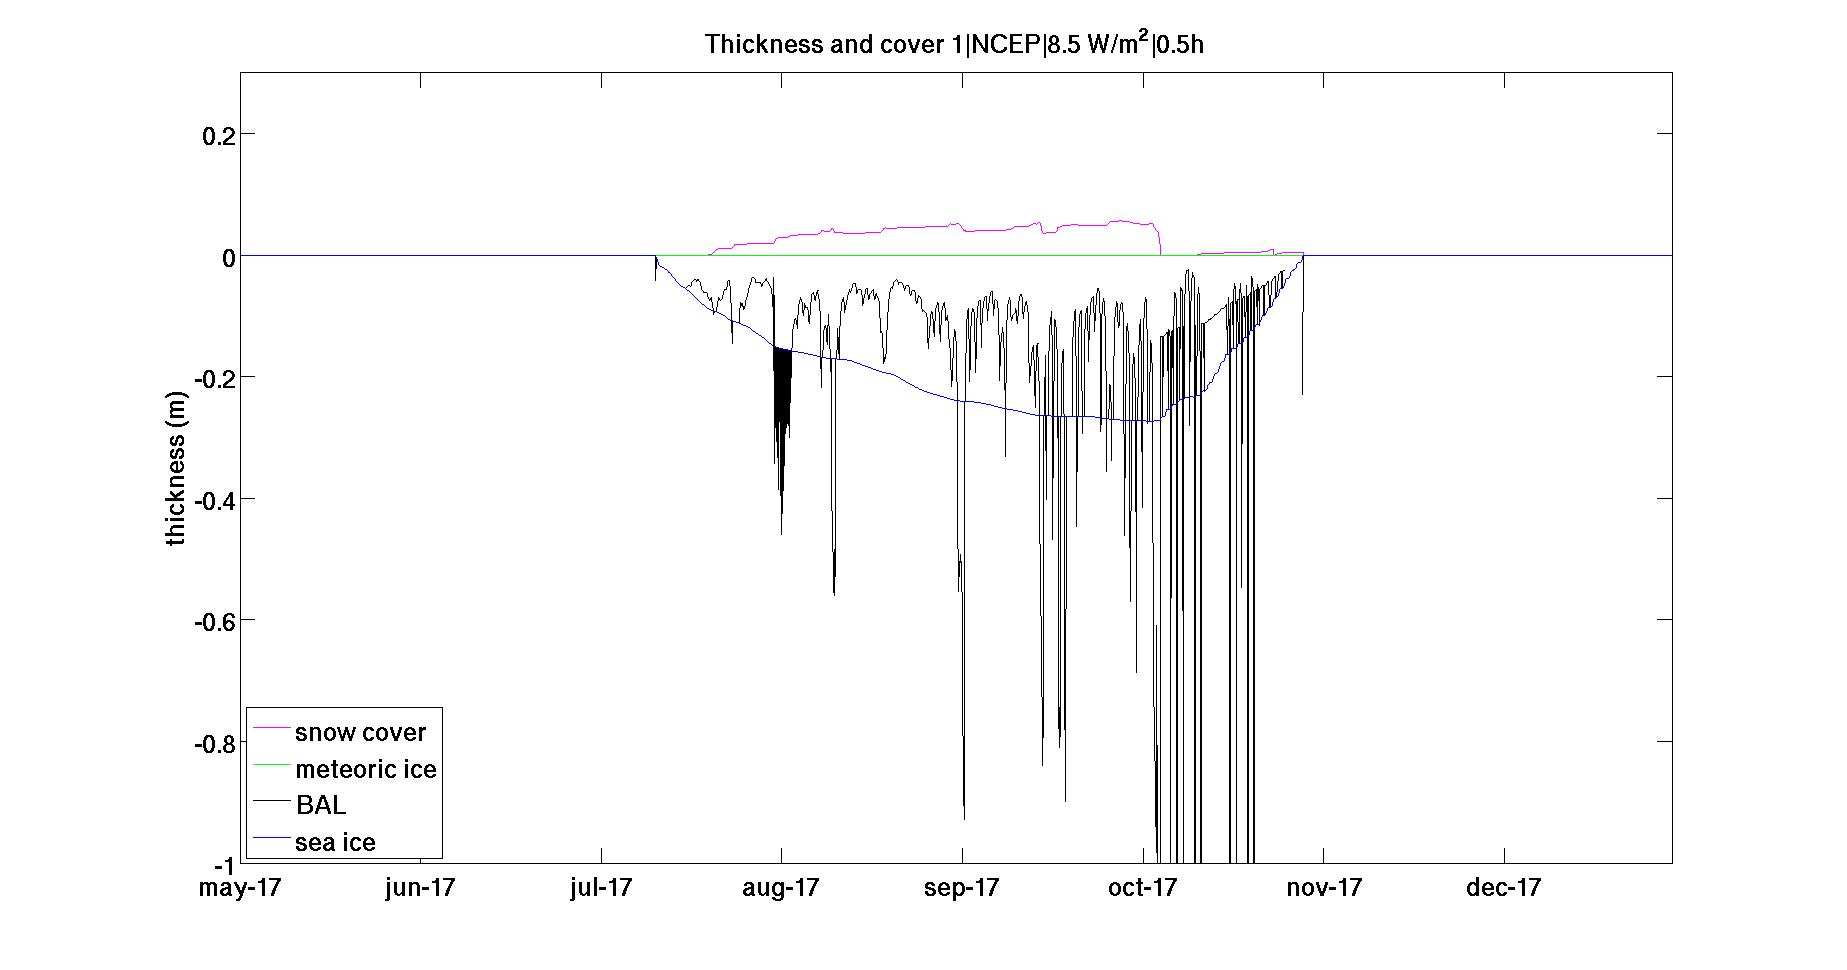 Thickness and cover 1|NCEP|8.5 W/m²|0.5h
0.2
0
-0.2
-0.4
-0.6
-0.8
-1
thickness (m)
snow cover
meteoric ice
BAL
sea ice
may-17 jun-17 jul-17 aug-17 sep-17 oct-17 nov-17 dec-17